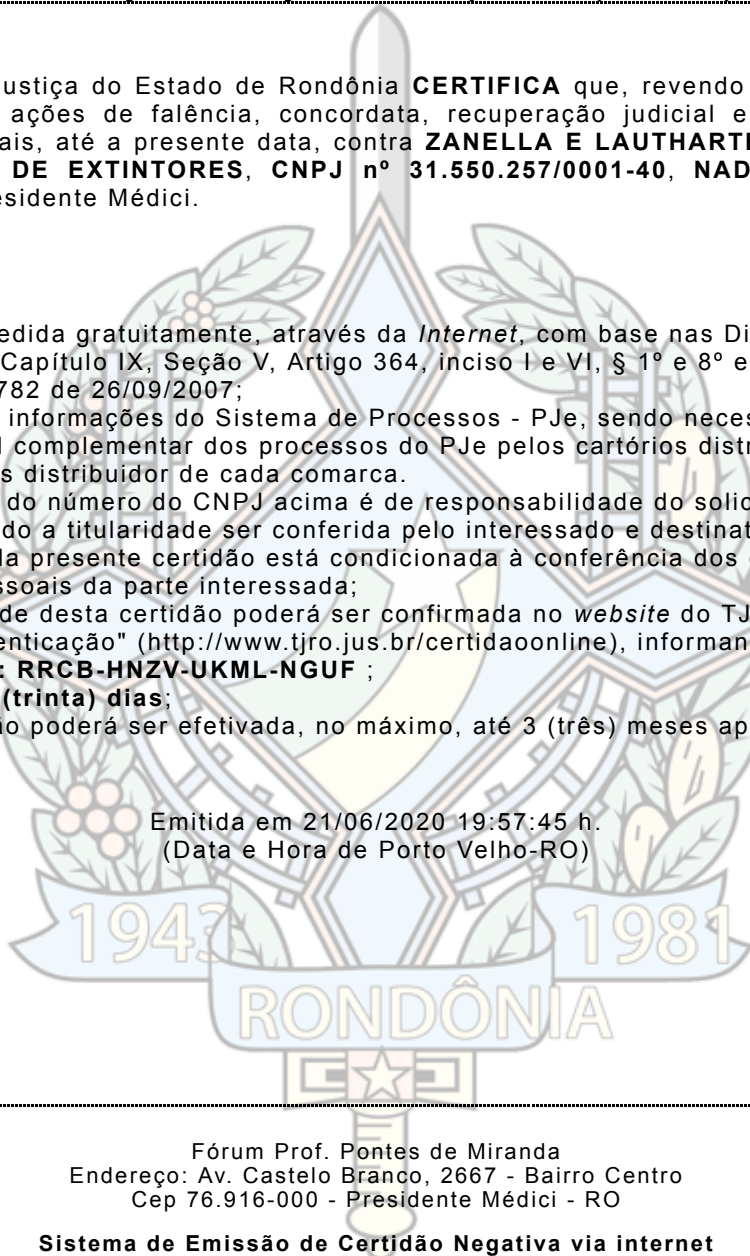 ustiça do Estado de Rondônia CERTIFICA que, revendo
ações de falência, concordata, recuperação judicial e
ais, até a presente data, contra ZANELLA E LAUTHARTE
DE EXTINTORES, CNPJ nº 31.550.257/0001-40, NAD
esidente Médici.
edida gratuitamente, através da Internet, com base nas Di
Capítulo IX, Seção V, Artigo 364, inciso I e VI, § 1º e 8º e
782 de 26/09/2007;
informações do Sistema de Processos - PJe, sendo neces
l complementar dos processos do PJe pelos cartórios distr
s distribuidor de cada comarca.
do número do CNPJ acima é de responsabilidade do solic
do a titularidade ser conferida pelo interessado e destinat
da presente certidão está condicionada à conferência dos
ssoais da parte interessada;
de desta certidão poderá ser confirmada no website do TJ
enticação" (http://www.tjro.jus.br/certidaoonline), informan
: RRCB-HNZV-UKML-NGUF ;
(trinta) dias;
ão poderá ser efetivada, no máximo, até 3 (três) meses ap
Emitida em 21/06/2020 19:57:45 h.
(Data e Hora de Porto Velho-RO)
1943 1981
RONDÔNIA
Fórum Prof. Pontes de Miranda
Endereço: Av. Castelo Branco, 2667 - Bairro Centro
Cep 76.916-000 - Presidente Médici - RO
Sistema de Emissão de Certidão Negativa via internet